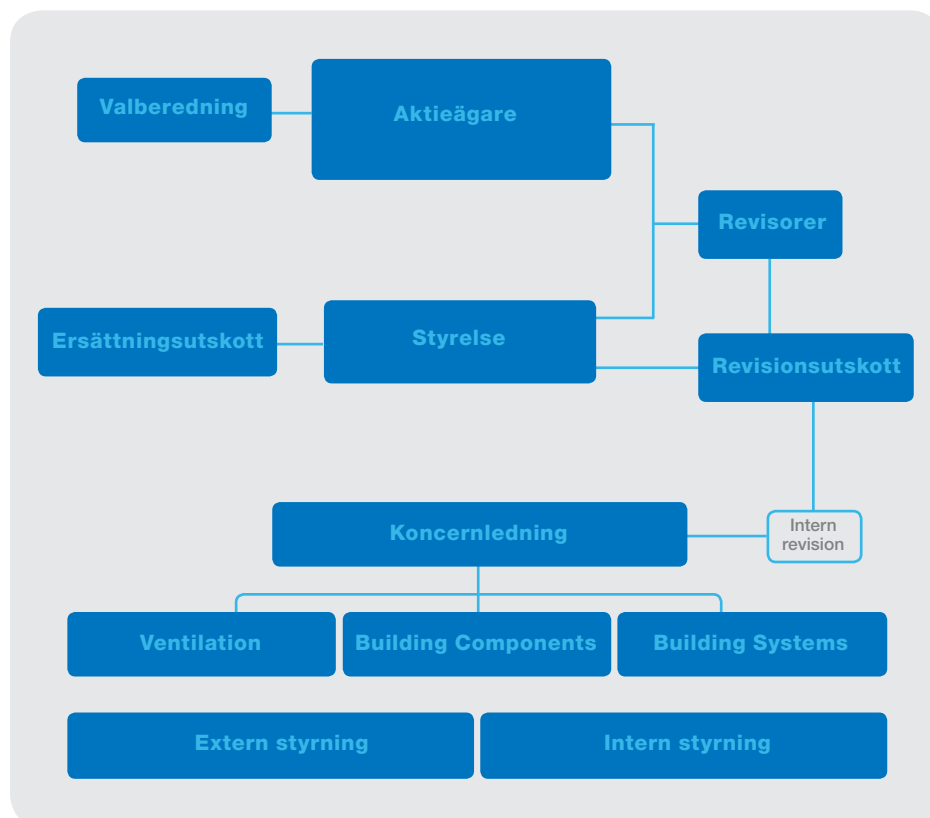 Valberedning
Aktieägare
Revisorer
Ersättningsutskott
Styrelse
Revisionsutskott
Koncernledning
Intern
revision
Ventilation
Building Components
Building Systems
Extern styrning
Intern styrning